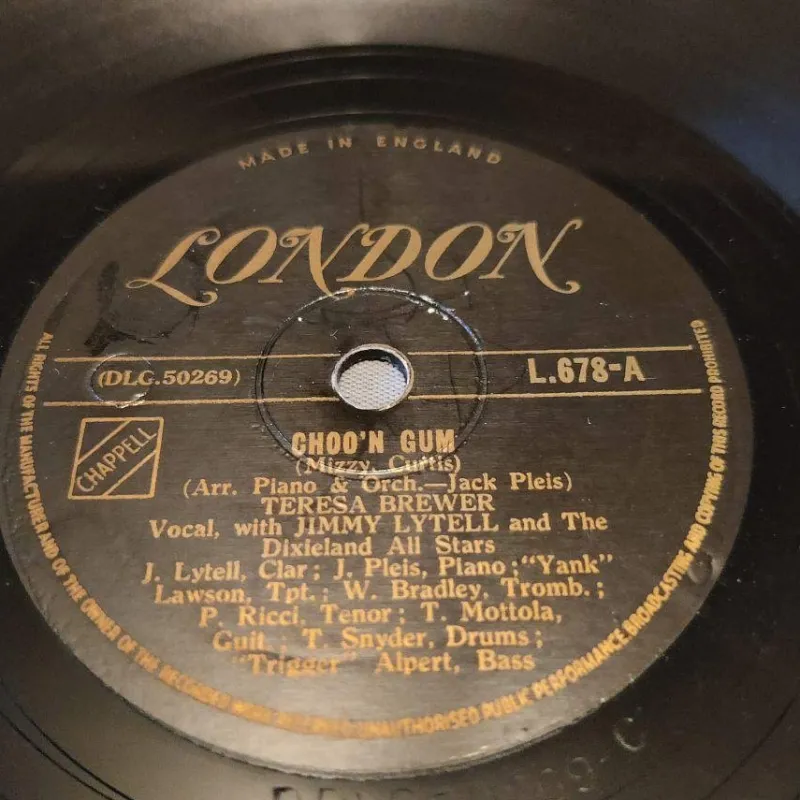 MADE IN ENGLAND
LONDON
(DLC.50269)
L.678-A
CHAPPELL
CHOO'N GUM
(Mizzy, Curtis)
(Arr. Piano & Orch.—Jack Pleis)
TERESA BREWER
Vocal, with JIMMY LYTELL and The
Dixieland All Stars
J. Lytell, Clar; J. Pleis, Piano; "Yank"
Lawson, Tpt.; W. Bradley, Tromb.;
P. Ricci, Tenor; T. Mottola,
Guit; T. Snyder, Drums;
"Trigger" Alpert, Bass
ALL RIGHTS OF THE MANUFACTURER AND OF THE OWNER OF THE RECORDED WORK RESERVED UNAUTHORISED PUBLIC PERFORMANCE BROADCASTING AND COPYING OF THIS RECORD PROHIBITED